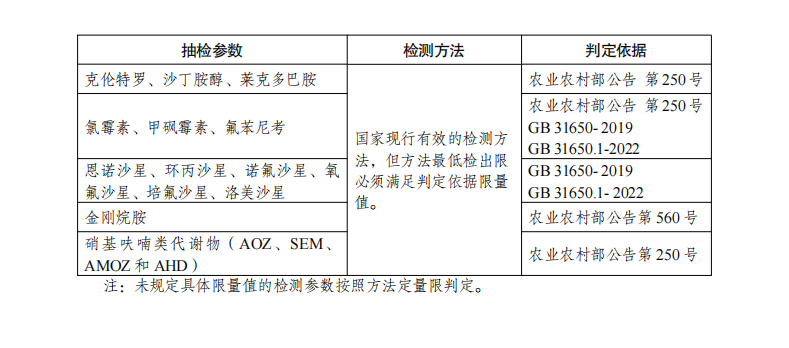 抽检参数 检测方法 判定依据
克伦特罗、沙丁胺醇、莱克多巴胺
农业农村部公告 第250号
氯霉素、甲砜霉素、氟苯尼考
农业农村部公告 第250号
GB 31650-2019
GB 31650.1-2022
国家现行有效的检测方
法，但方法最低检出限
必须满足判定依据限量
值。
恩诺沙星、环丙沙星、诺氟沙星、氧
氟沙星、培氟沙星、洛美沙星
GB 31650-2019
GB 31650.1-2022
金刚烷胺
农业农村部公告第560号
硝基呋喃类代谢物（AOZ、SEM、
AMOZ和AHD）
农业农村部公告第250号
注：未规定具体限量值的检测参数按照方法定量限判定。